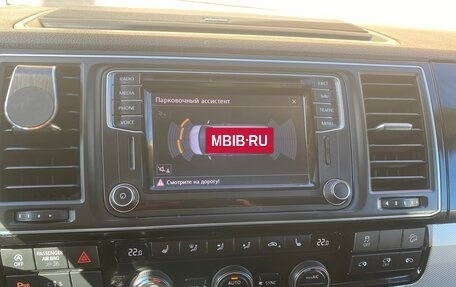 RADIO
MEDIA
PHONE
VOICE
Парковочный ассистент
MBIB·RU
Смотрите на дорогу!
NAV
TRAFFIC
MENU
PASSENGER
AIR BAG
22.0
22.0
AUTO
A/C